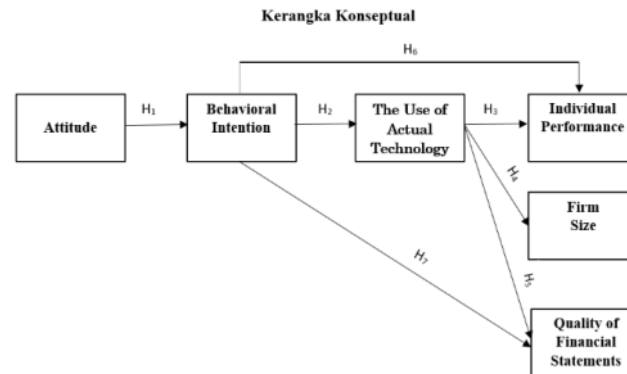 Kerangka Konseptual
H₆
Attitude
H₁
Behavioral
Intention
H₂
The Use of
Actual
Technology
H₃
Individual
Performance
H₄
Firm
Size
H₇
H₅
Quality of
Financial
Statements